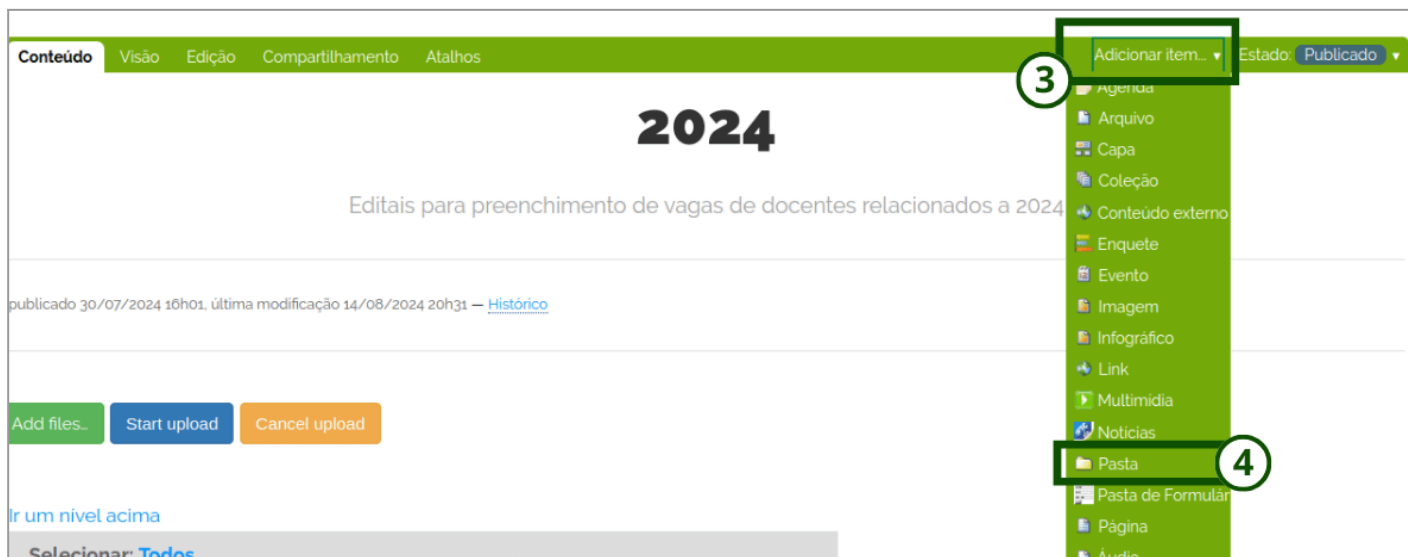 Conteúdo Visão Edição Compartilhamento Atalhos
Adicionar item... ▾ Estado: Publicado ▾
3
Agenda
Arquivo
Capa
Coleção
Conteúdo externo
Enquete
Evento
Imagem
Infográfico
Link
Multimídia
Notícias
Pasta
4
Pasta de Formulár
Página
Áudio
2024
Editais para preenchimento de vagas de docentes relacionados a 2024
publicado 30/07/2024 16h01, última modificação 14/08/2024 20h31 — Histórico
Add files... Start upload Cancel upload
Ir um nível acima
Selecionar: Todos